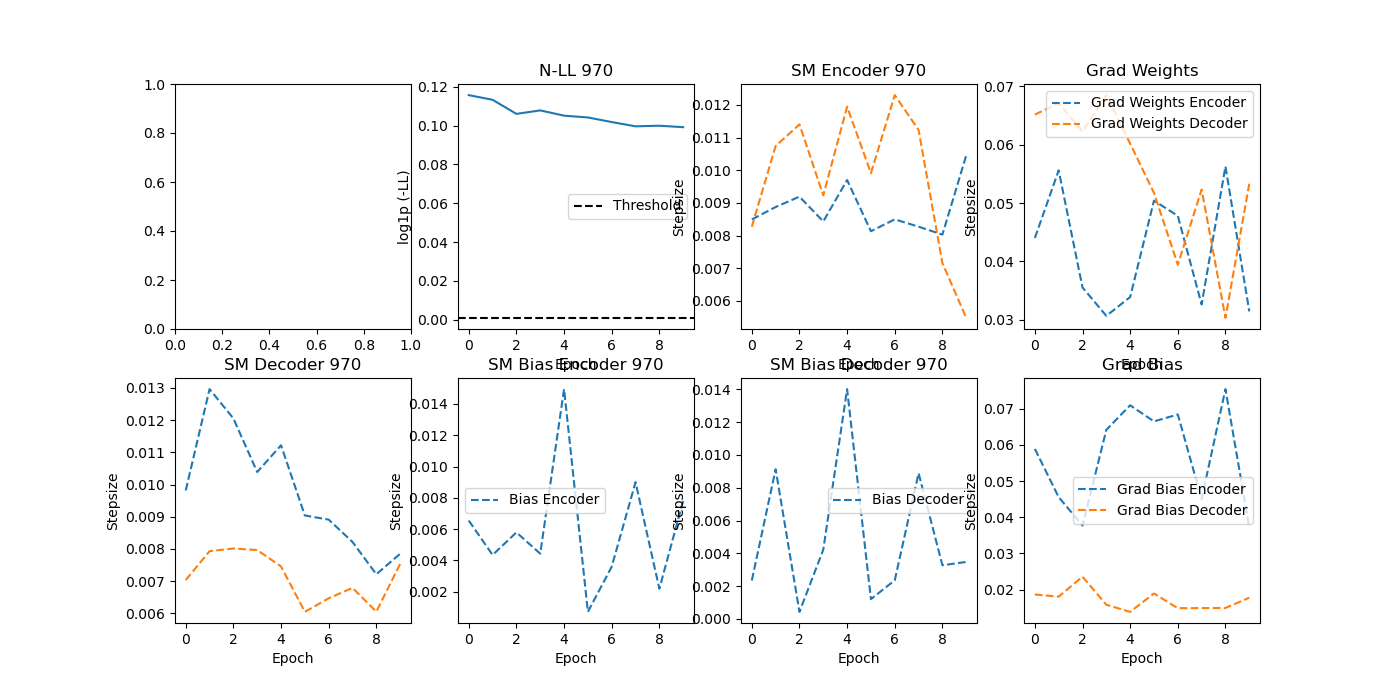 1.0
0.8
0.6
0.4
0.2
0.0
0.0 0.2 0.4 0.6 0.8 1.0
N-LL 970
log1p (-LL)
0.12
0.10
0.08
0.06
0.04
0.02
0.00
Threshold
0 2 4 6 8
Epoch
SM Encoder 970
Stepsize
0.012
0.011
0.010
0.009
0.008
0.007
0.006
0 2 4 6 8
Epoch
Grad Weights
Stepsize
0.07
0.06
0.05
0.04
0.03
Grad Weights Encoder
Grad Weights Decoder
0 2 4 6 8
Epoch
SM Decoder 970
Stepsize
0.013
0.012
0.011
0.010
0.009
0.008
0.007
0.006
0 2 4 6 8
Epoch
SM Bias Encoder 970
Stepsize
0.014
0.012
0.010
0.008
0.006
0.004
0.002
Bias Encoder
0 2 4 6 8
Epoch
SM Bias Decoder 970
Stepsize
0.014
0.012
0.010
0.008
0.006
0.004
0.002
0.000
Bias Decoder
0 2 4 6 8
Epoch
Grad Bias
Stepsize
0.07
0.06
0.05
0.04
0.03
0.02
Grad Bias Encoder
Grad Bias Decoder
0 2 4 6 8
Epoch